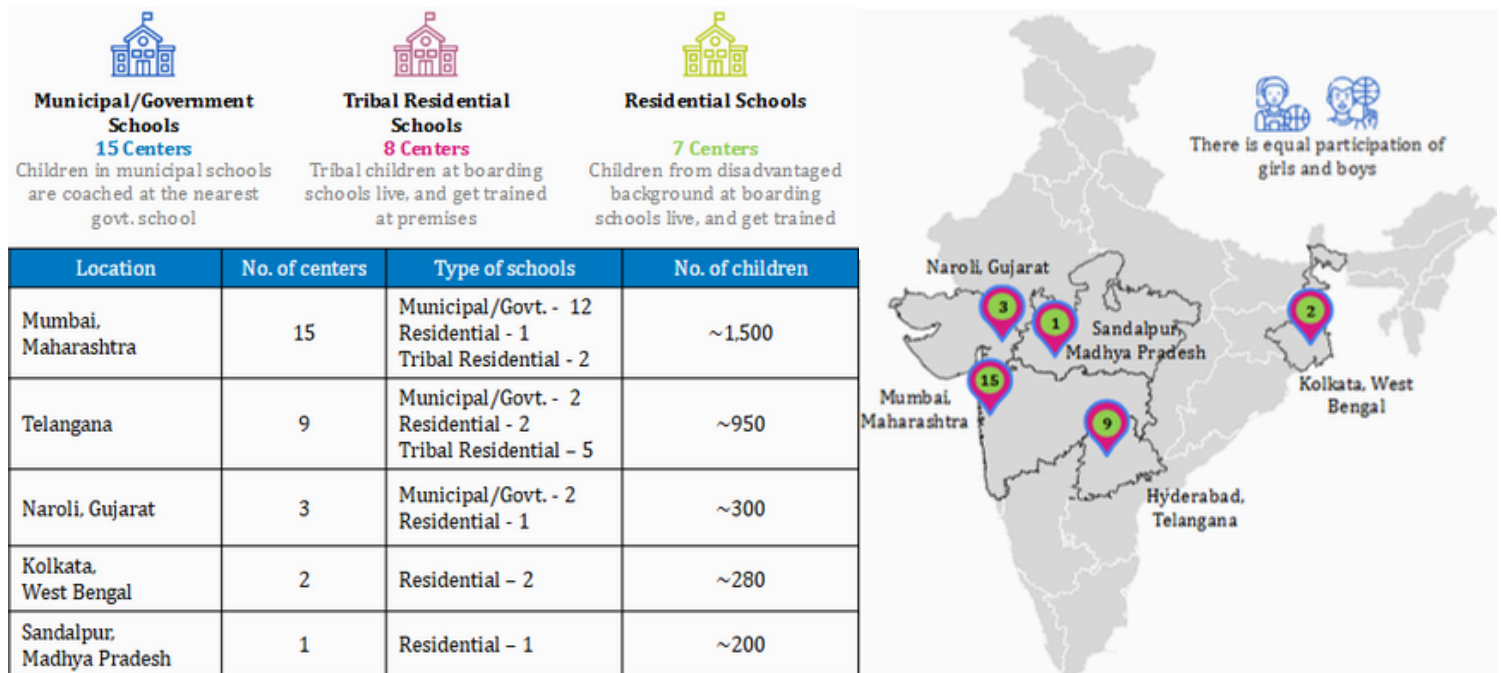 Municipal/Government
Schools
15 Centers
Children in municipal schools
are coached at the nearest
govt. school
Tribal Residential
Schools
8 Centers
Tribal children at boarding
schools live, and get trained
at premises
Residential Schools
7 Centers
Children from disadvantaged
background at boarding
schools live, and get trained
Location No. of centers Type of schools No. of children
Mumbai,
Maharashtra
15
Municipal/Govt. - 12
Residential - 1
Tribal Residential - 2
~1,500
Telangana
9
Municipal/Govt. - 2
Residential - 2
Tribal Residential – 5
~950
Naroli, Gujarat
3
Municipal/Govt. - 2
Residential - 1
~300
Kolkata,
West Bengal
2
Residential – 2
~280
Sandalpur,
Madhya Pradesh
1
Residential – 1
~200
There is equal participation of
girls and boys
Naroli, Gujarat
3
1
Sandalpur,
Madhya Pradesh
2
Kolkata, West
Bengal
15
Mumbai,
Maharashtra
9
Hyderabad,
Telangana